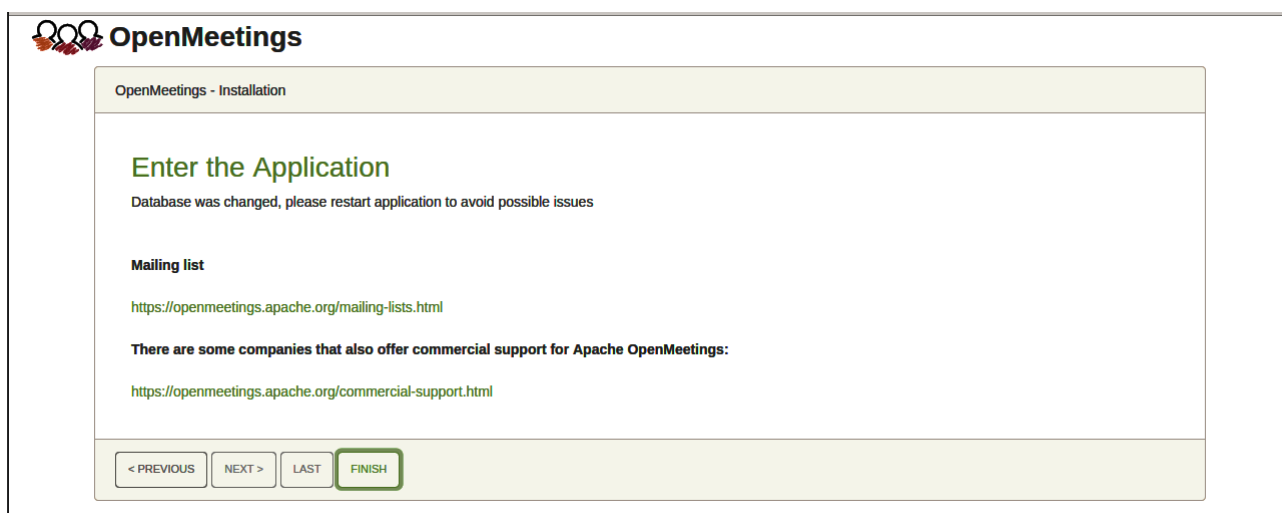 OpenMeetings
OpenMeetings - Installation
Enter the Application
Database was changed, please restart application to avoid possible issues
Mailing list
https://openmeetings.apache.org/mailing-lists.html
There are some companies that also offer commercial support for Apache OpenMeetings:
https://openmeetings.apache.org/commercial-support.html
< PREVIOUS NEXT > LAST FINISH